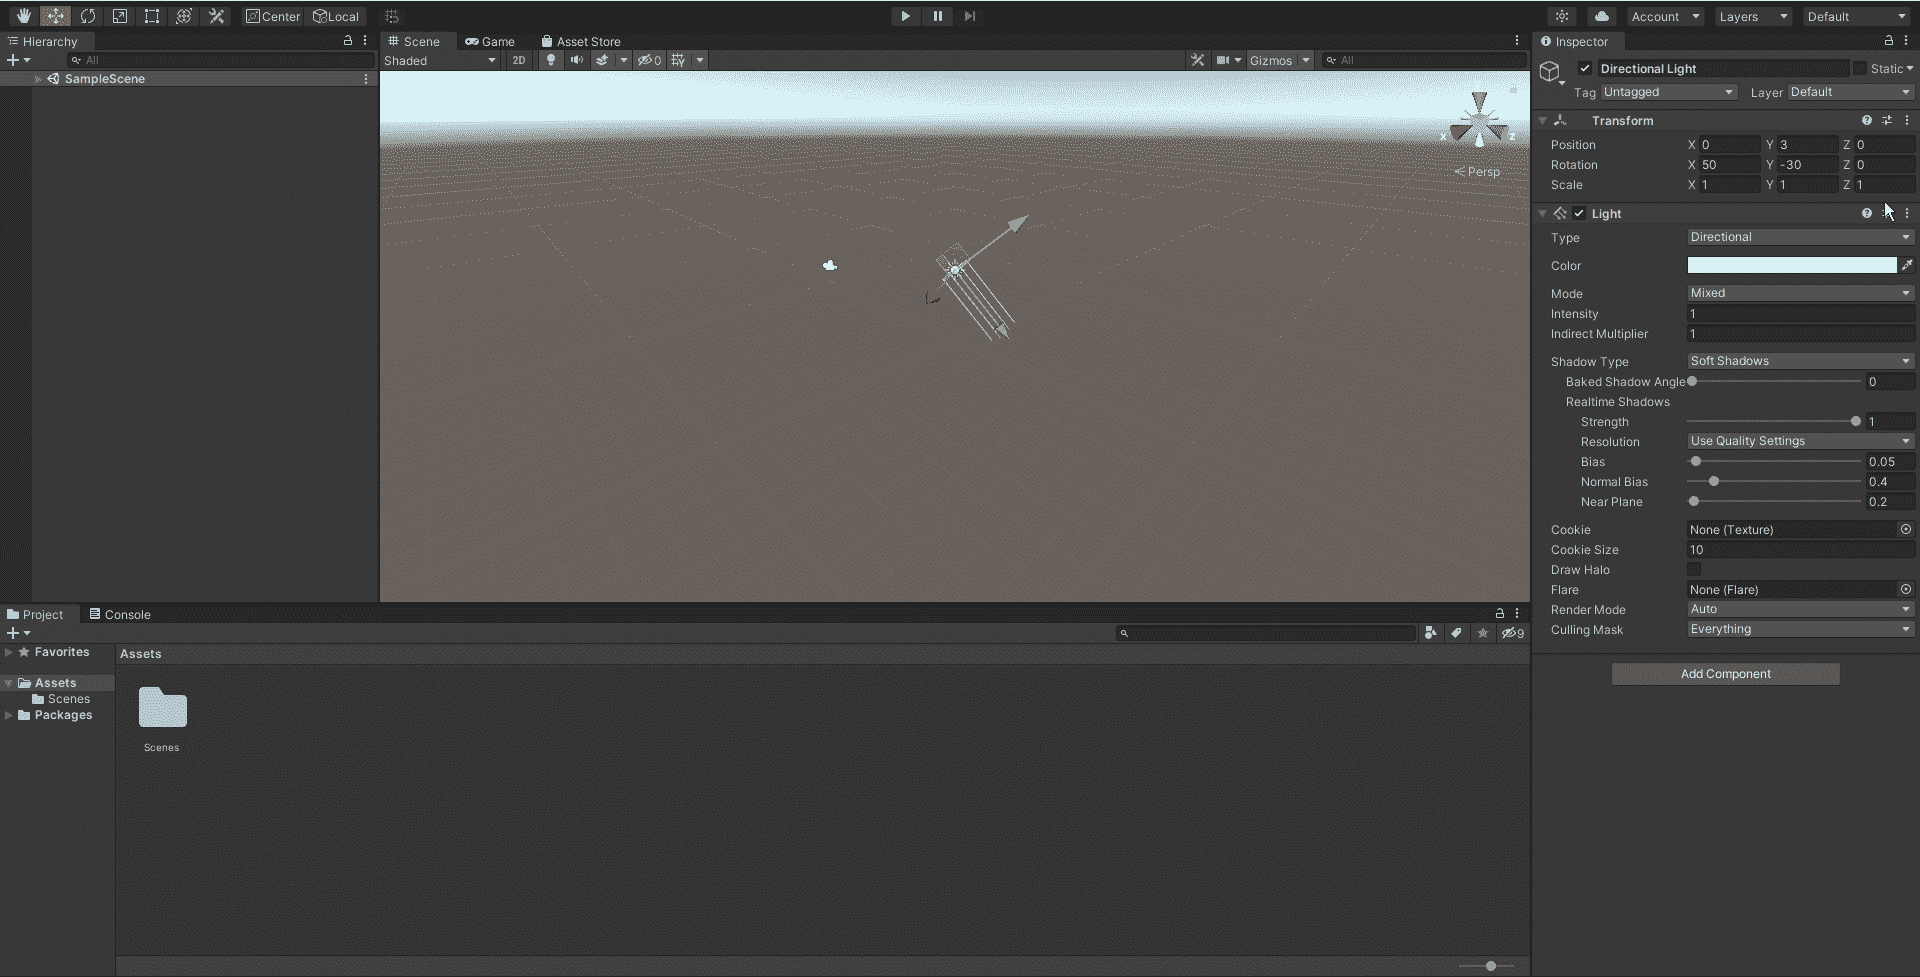 Center Local Account Layers Default
Hierarchy
All
SampleScene
Scene Game Asset Store
Shaded 2D 0 Gizmos All
x z
Persp
Inspector
Directional Light Static
Tag Untagged Layer Default
Transform
Position X 0 Y 3 Z 0
Rotation X 50 Y -30 Z 0
Scale X 1 Y 1 Z 1
Light
Type Directional
Color
Mode Mixed
Intensity 1
Indirect Multiplier 1
Shadow Type Soft Shadows
Baked Shadow Angle 0
Realtime Shadows
Strength 1
Resolution Use Quality Settings
Bias 0.05
Normal Bias 0.4
Near Plane 0.2
Cookie None (Texture)
Cookie Size 10
Draw Halo
Flare None (Flare)
Render Mode Auto
Culling Mask Everything
Add Component
Project Console
9
Favorites
Assets
Scenes
Packages
Assets
Scenes